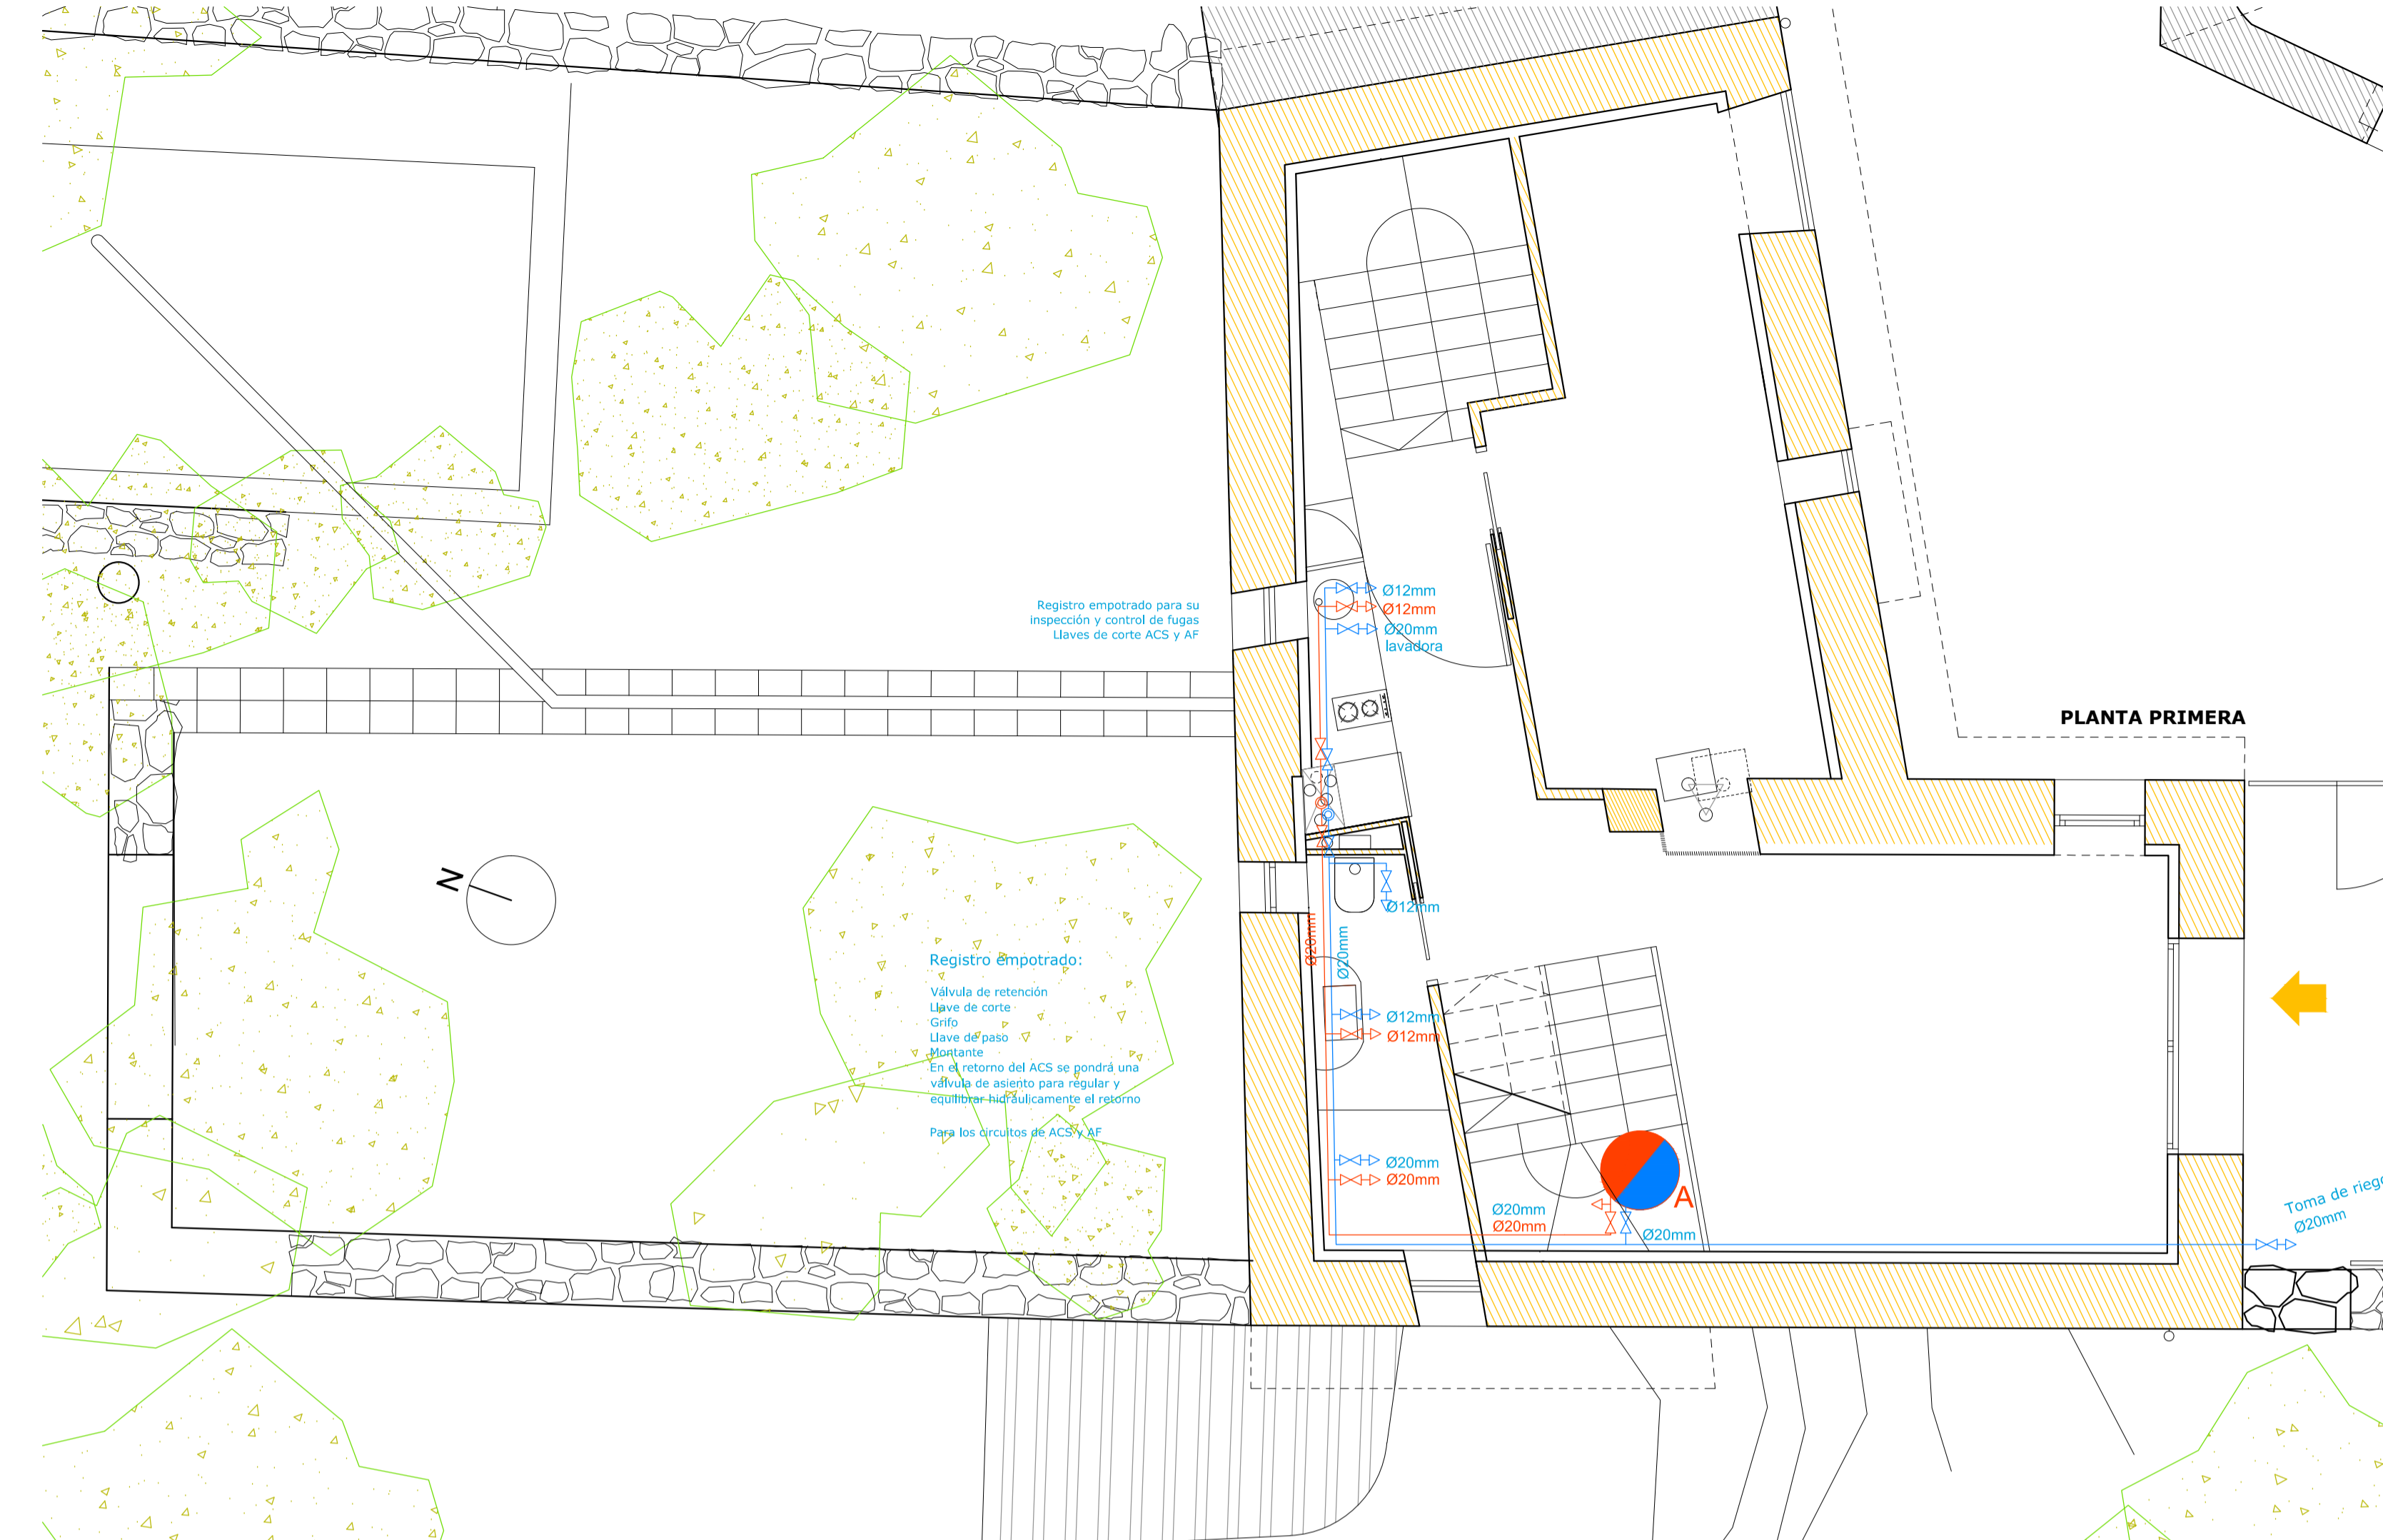 Registro empotrado para su
inspección y control de fugas
Llaves de corte ACS y AF
Ø12mm
Ø12mm
Ø20mm
lavadora
PLANTA PRIMERA
N
Ø12mm
Ø20mm
Ø20mm
Registro empotrado:
Válvula de retención
Llave de corte
Grifo
Llave de paso
Montante
En el retorno del ACS se pondrá una
válvula de asiento para regular y
equilibrar hidráulicamente el retorno
Para los circuitos de ACS y AF
Ø12mm
Ø12mm
Ø20mm
Ø20mm
Ø20mm
Ø20mm
A
Ø20mm
Toma de riego
Ø20mm